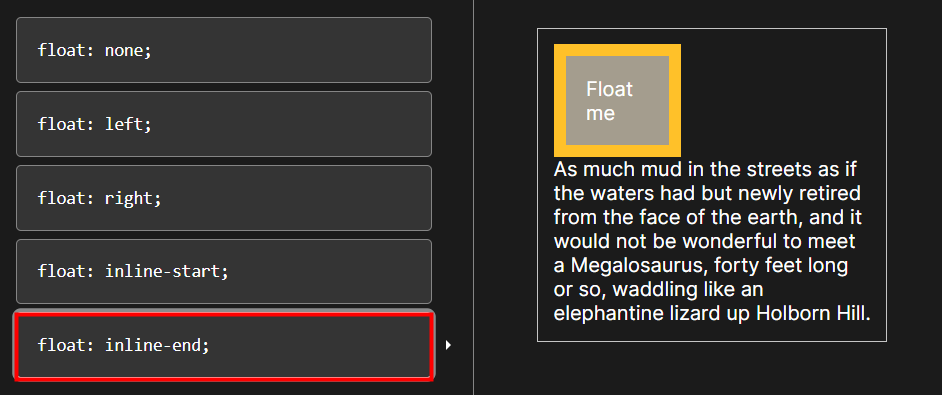 float: none;
float: left;
float: right;
float: inline-start;
float: inline-end;
Float
me
As much mud in the streets as if
the waters had but newly retired
from the face of the earth, and it
would not be wonderful to meet
a Megalosaurus, forty feet long
or so, waddling like an
elephantine lizard up Holborn Hill.